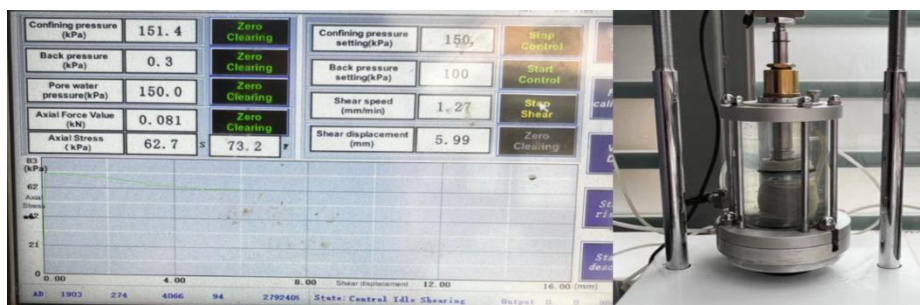 Confining pressure (kPa) 151.4 Zero Clearing
Confining pressure setting(kPa) 150. Stop Control
Back pressure (kPa) 0.3 Zero Clearing
Back pressure setting(kPa) 100 Start Control
Pore water pressure(kPa) 150.0 Zero Clearing
Shear speed (mm/min) 1.27 Stop Shear
Axial Force Value (kN) 0.081 Zero Clearing
Shear displacement (mm) 5.99 Zero Clearing
Axial Stress (kPa) 62.7 S 73.2 F
83
(kPa)
62
Axial
Stress
42
21
0
0.00 4.00 8.00 Shear displacement 12.00 16.00 (mm)
AD: 1903 274 4066 94 2792405 State: Control Idle Shearing Output 0 0